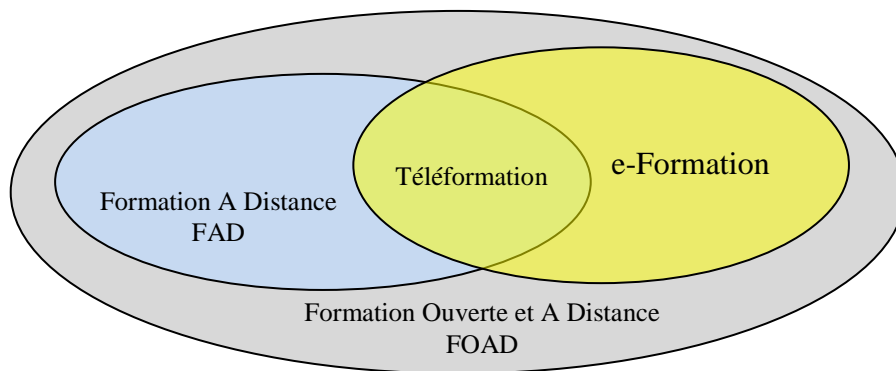 e-Formation
Téléformation
Formation A Distance
FAD
Formation Ouverte et A Distance
FOAD